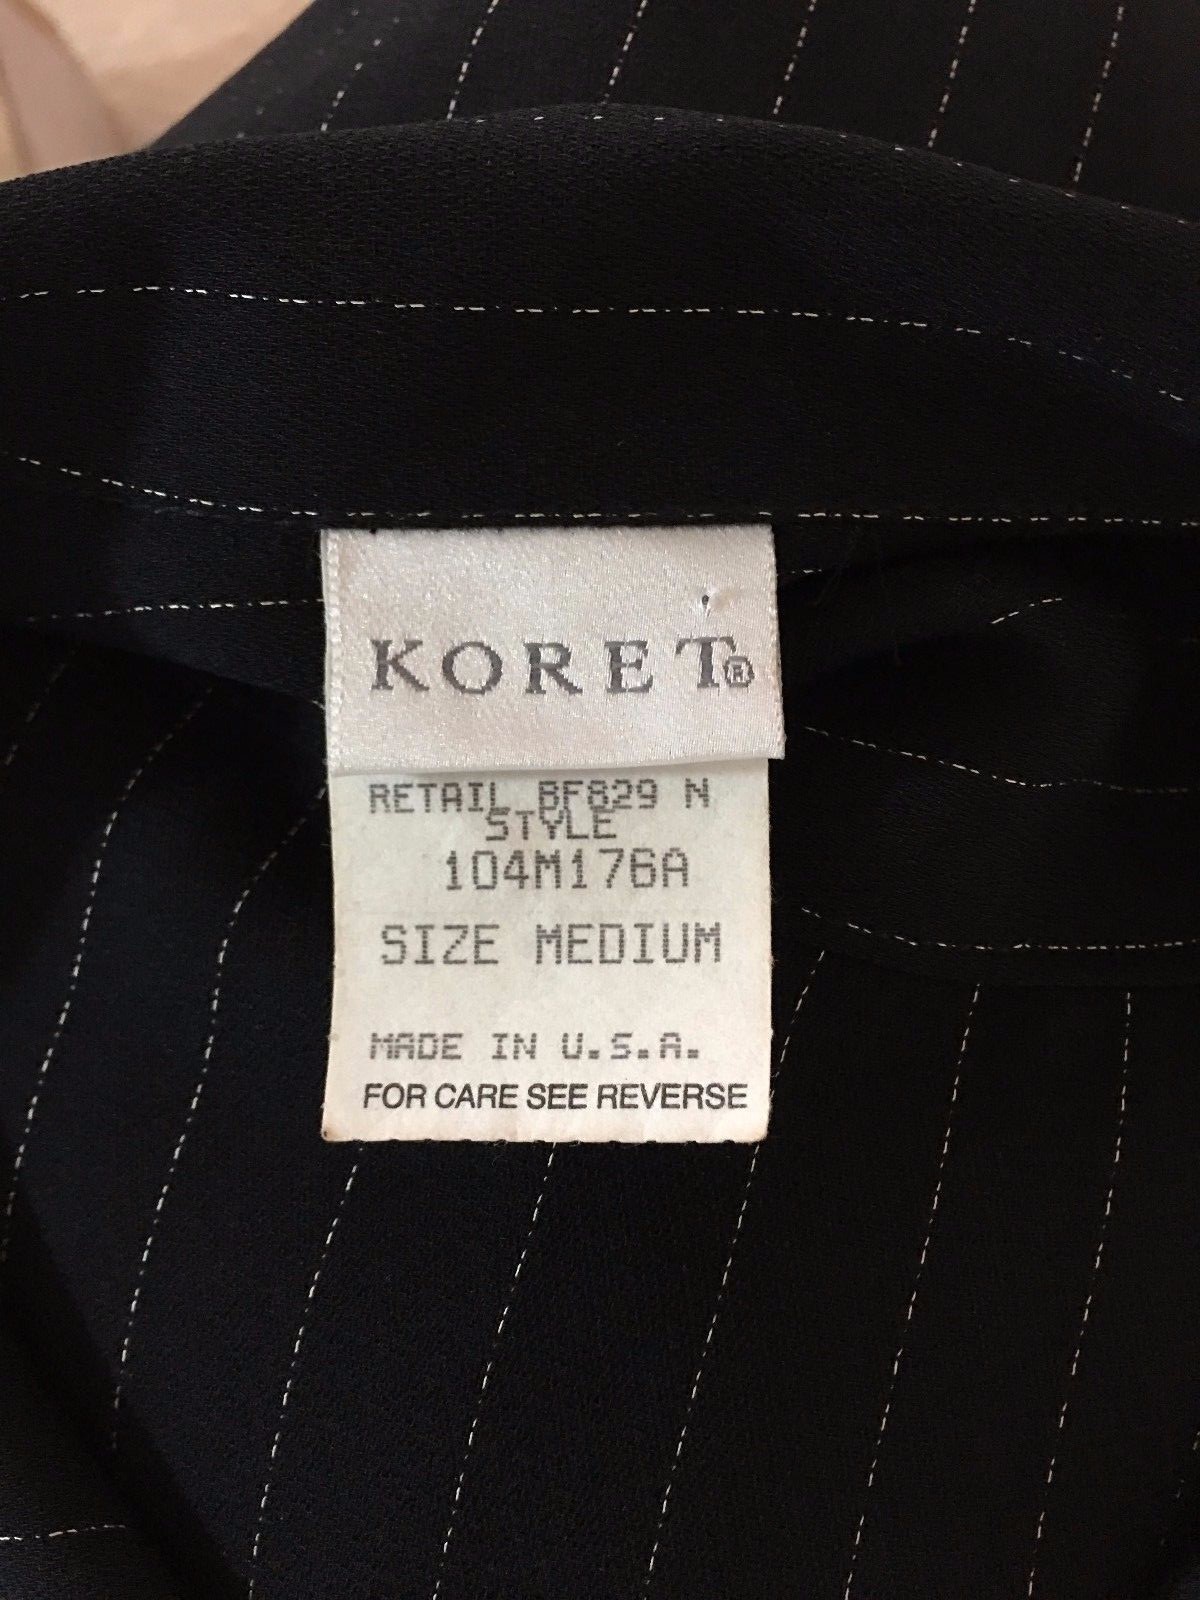 KORET®
RETAIL BF829 N
STYLE
104M176A
SIZE MEDIUM
MADE IN U.S.A.
FOR CARE SEE REVERSE